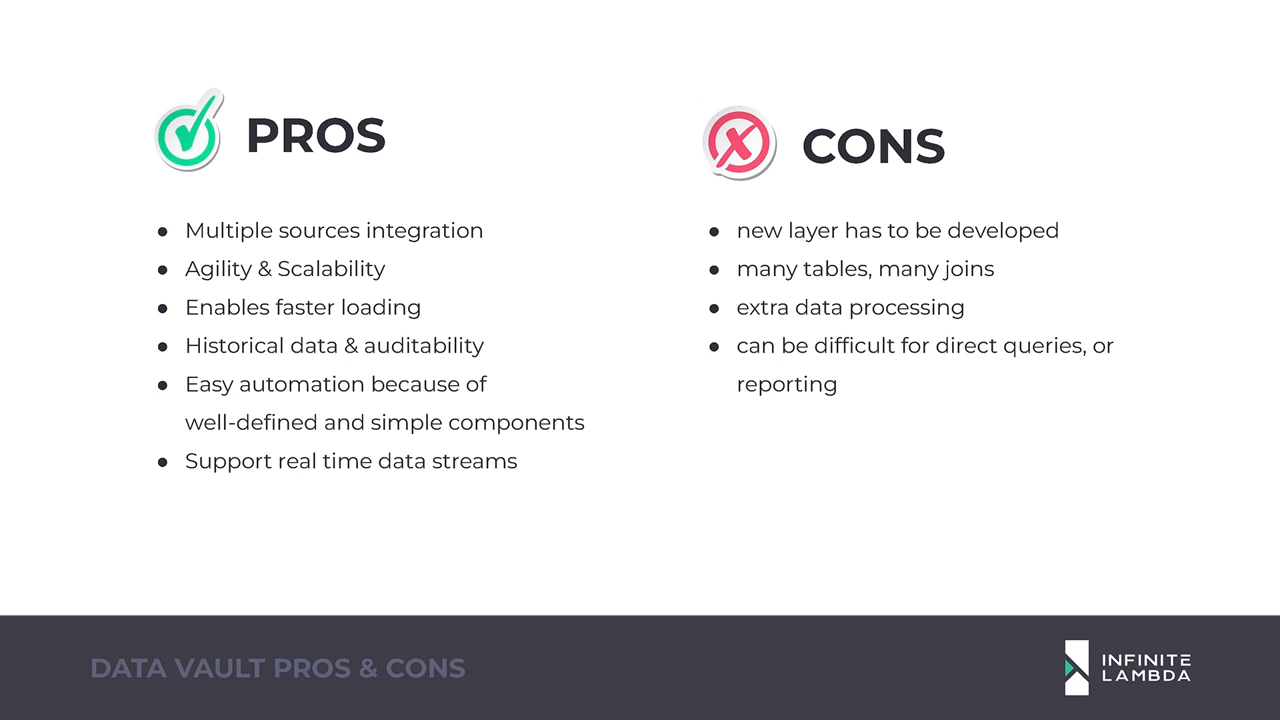 PROS
● Multiple sources integration
● Agility & Scalability
● Enables faster loading
● Historical data & auditability
● Easy automation because of
well-defined and simple components
● Support real time data streams
CONS
● new layer has to be developed
● many tables, many joins
● extra data processing
● can be difficult for direct queries, or
reporting
DATA VAULT PROS & CONS
INFINITE
LAMBDA